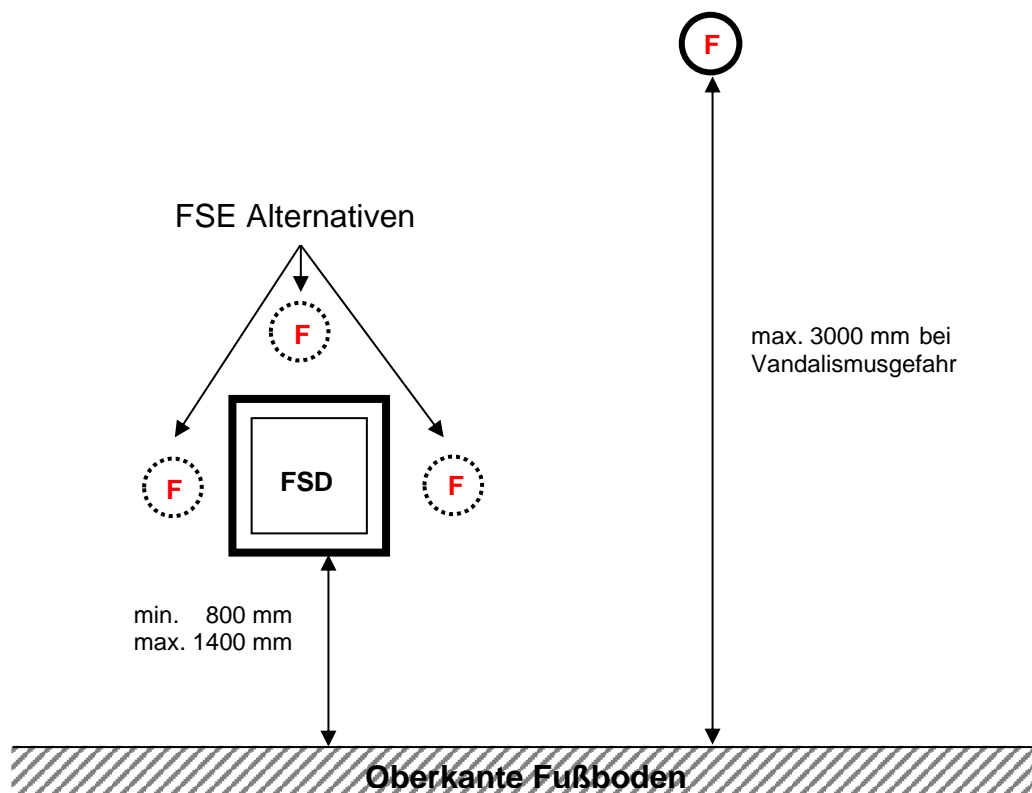 F
FSE Alternativen
F
max. 3000 mm bei
Vandalismusgefahr
F
FSD
F
min. 800 mm
max. 1400 mm
Oberkante Fußboden